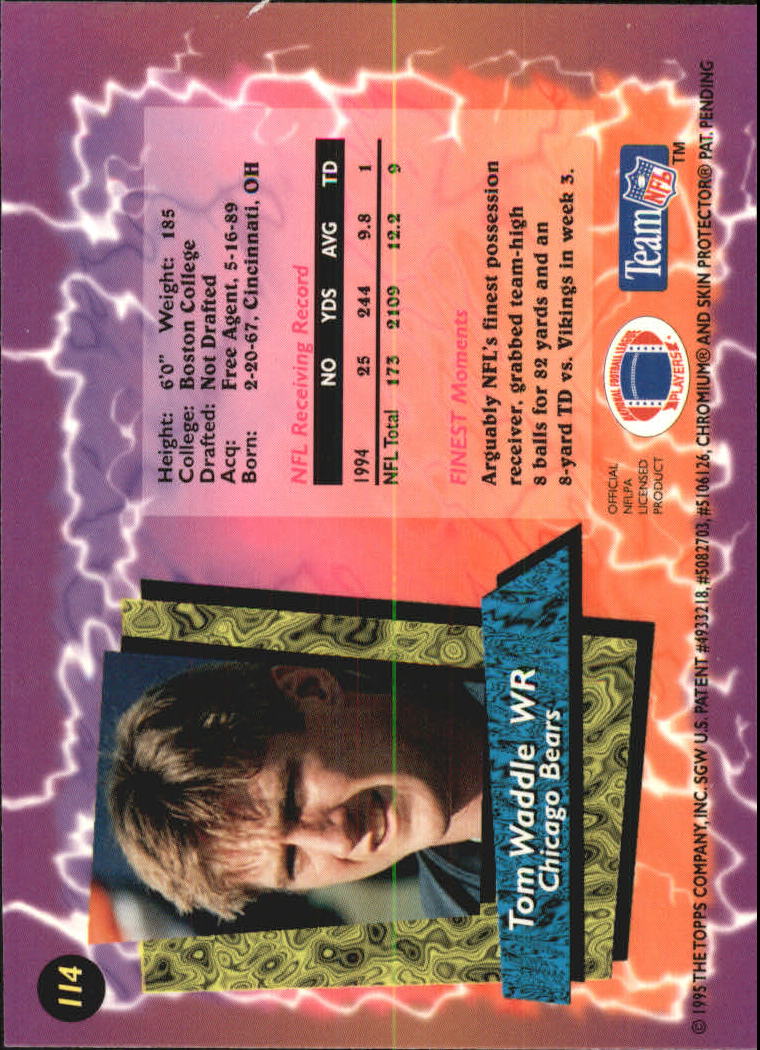 114
Height: 6'0" Weight: 185
College: Boston College
Drafted: Not Drafted
Acq: Free Agent, 5-16-89
Born: 2-20-67, Cincinnati, OH
NFL Receiving Record
NO YDS AVG TD
1994 25 244 9.8 1
NFL Total 173 2109 12.2 9
FINEST Moments
Arguably NFL's finest possession
receiver, grabbed team-high
8 balls for 82 yards and an
8-yard TD vs. Vikings in week 3.
Tom Waddle WR
Chicago Bears
OFFICIAL
NFLPA
LICENSED
PRODUCT
NATIONAL FOOTBALL LEAGUE
PLAYERS
Team NFL TM
© 1995 THE TOPPS COMPANY, INC. SGW U.S. PATENT #4933218, #5082703, #5106126, CHROMIUM® AND SKIN PROTECTOR® PAT. PENDING